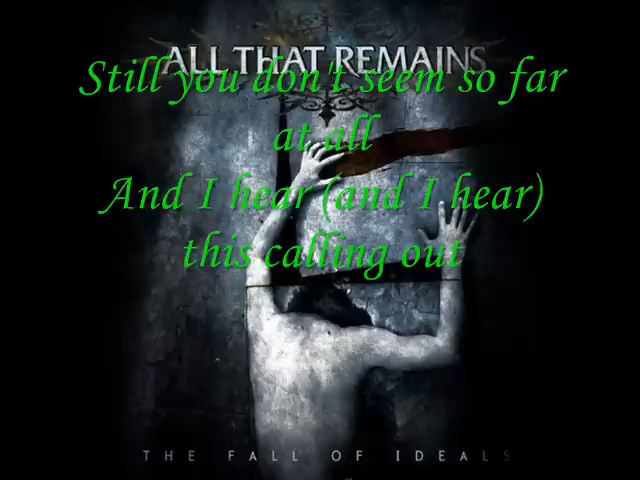 ALL THAT REMAINS
Still you don't seem so far
at all
And I hear (and I hear)
this calling out
THE FALL OF IDEALS